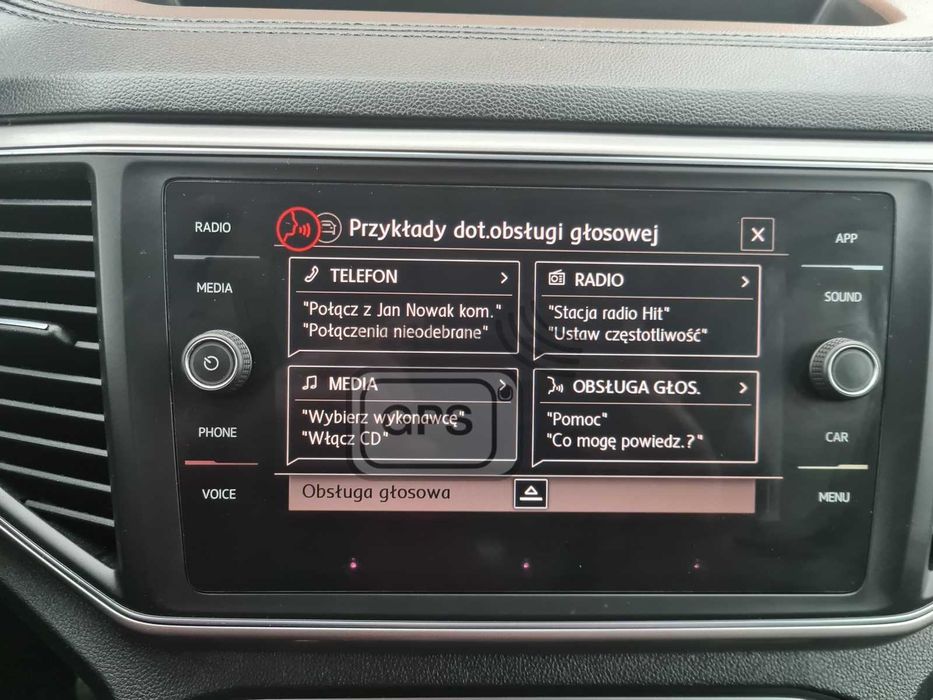 RADIO
MEDIA
PHONE
VOICE
Przykłady dot.obsługi głosowej
TELEFON
"Połącz z Jan Nowak kom."
"Połączenia nieodebrane"
RADIO
"Stacja radio Hit"
"Ustaw częstotliwość"
MEDIA
"Wybierz wykonawcę"
"Włącz CD"
OBSŁUGA GŁOS.
"Pomoc"
"Co mogę powiedz.?"
Obsługa głosowa
GPS
APP
SOUND
CAR
MENU